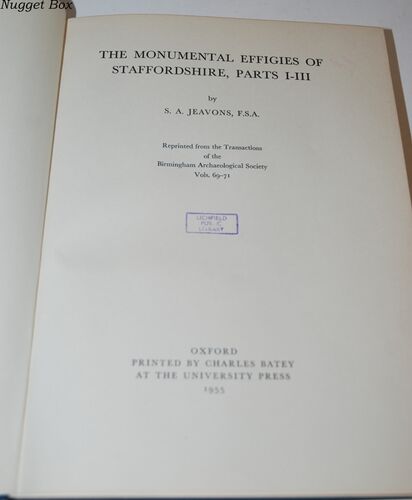 Nugget Box
THE MONUMENTAL EFFIGIES OF
STAFFORDSHIRE, PARTS I-III
by
S. A. JEAVONS, F.S.A.
Reprinted from the Transactions
of the
Birmingham Archaeological Society
Vols. 69-71
LICHFIELD
PUBLIC
LIBRARY
OXFORD
PRINTED BY CHARLES BATEY
AT THE UNIVERSITY PRESS
1955